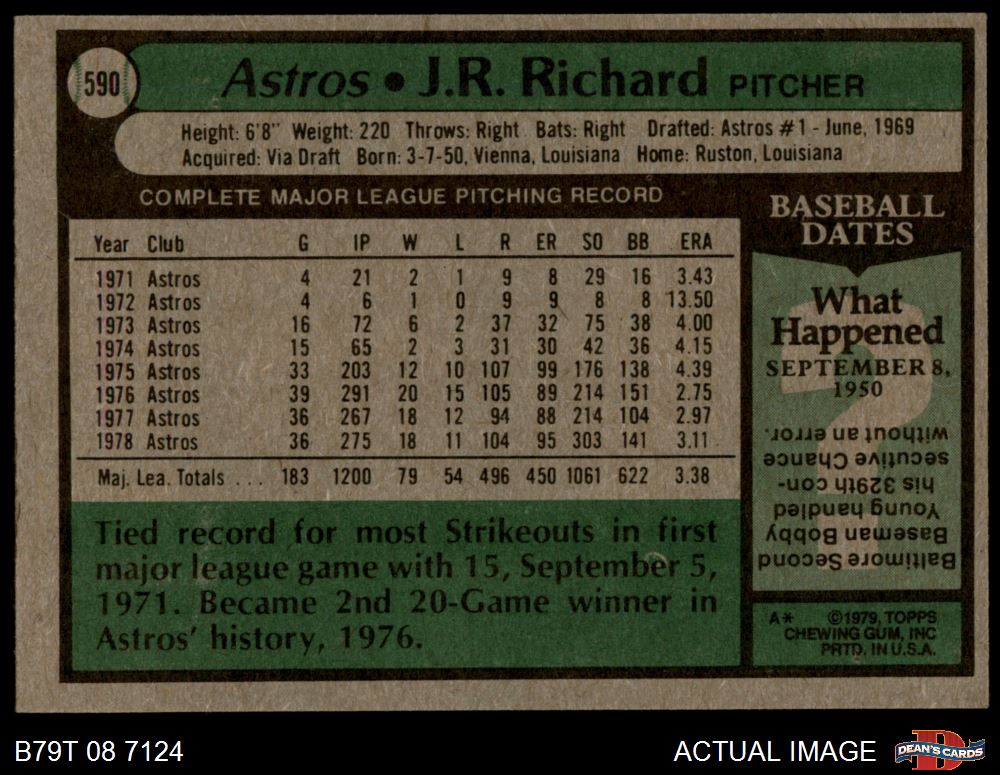 590
Astros • J.R. Richard PITCHER
Height: 6'8" Weight: 220 Throws: Right Bats: Right Drafted: Astros #1 - June, 1969
Acquired: Via Draft Born: 3-7-50, Vienna, Louisiana Home: Ruston, Louisiana
COMPLETE MAJOR LEAGUE PITCHING RECORD
Year Club G IP W L R ER SO BB ERA
1971 Astros 4 21 2 1 9 8 29 16 3.43
1972 Astros 4 6 1 0 9 9 8 8 13.50
1973 Astros 16 72 6 2 37 32 75 38 4.00
1974 Astros 15 65 2 3 31 30 42 36 4.15
1975 Astros 33 203 12 10 107 99 176 138 4.39
1976 Astros 39 291 20 15 105 89 214 151 2.75
1977 Astros 36 267 18 12 94 88 214 104 2.97
1978 Astros 36 275 18 11 104 95 303 141 3.11
Maj. Lea. Totals . . . 183 1200 79 54 496 450 1061 622 3.38
Tied record for most Strikeouts in first
major league game with 15, September 5,
1971. Became 2nd 20-Game winner in
Astros' history, 1976.
BASEBALL
DATES
What
Happened
SEPTEMBER 8,
1950
?
Baltimore Second
Baseman Bobby
Young handled
his 329th con-
secutive Chance
without an error.
A* ©1979, TOPPS
CHEWING GUM, INC
PRTD. IN U.S.A.
B79T 08 7124
ACTUAL IMAGE
D
DEAN'S CARDS